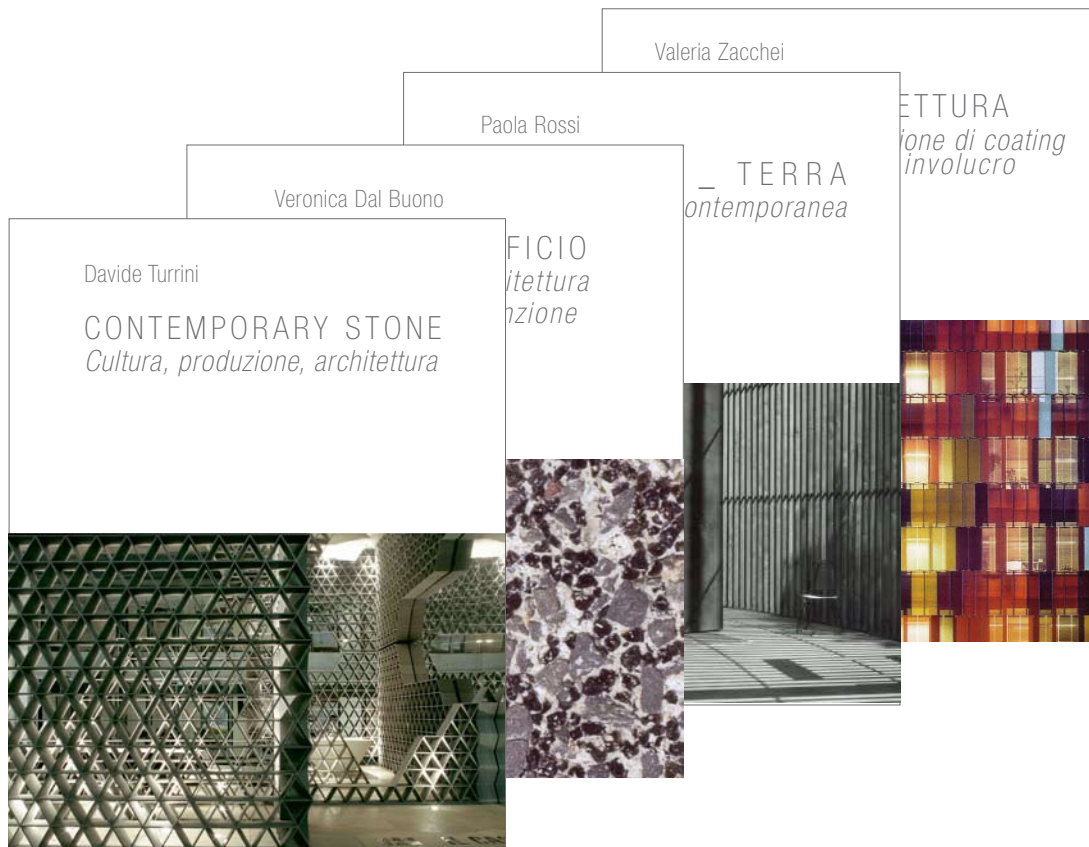 Valeria Zacchei
ETTURA
ione di coating
involucro
Paola Rossi
_ TERRA
ontemporanea
Veronica Dal Buono
FICIO
itettura
nzione
Davide Turrini
CONTEMPORARY STONE
Cultura, produzione, architettura